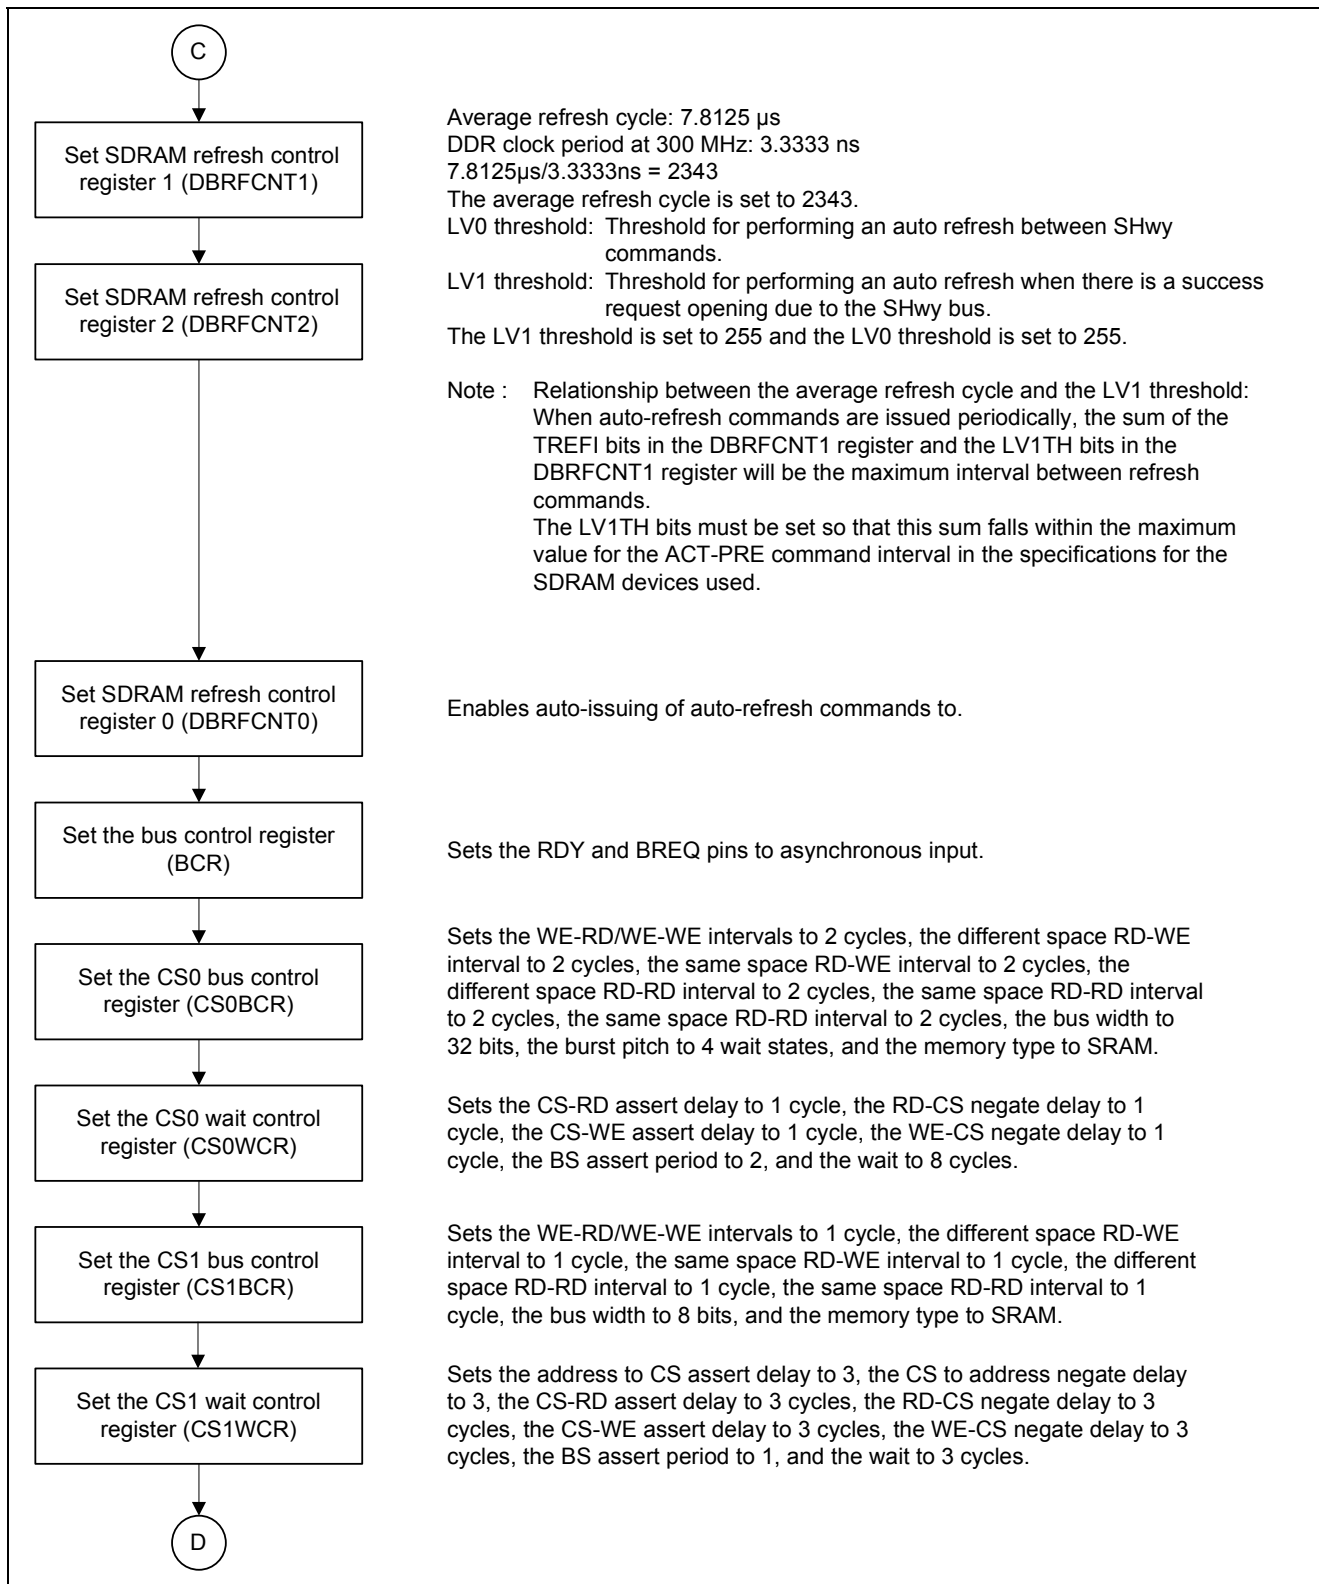 C
Set SDRAM refresh control
register 1 (DBRFCNT1)
Average refresh cycle: 7.8125 µs
DDR clock period at 300 MHz: 3.3333 ns
7.8125µs/3.3333ns = 2343
The average refresh cycle is set to 2343.
LV0 threshold: Threshold for performing an auto refresh between SHwy
commands.
Set SDRAM refresh control
register 2 (DBRFCNT2)
LV1 threshold: Threshold for performing an auto refresh when there is a success
request opening due to the SHwy bus.
The LV1 threshold is set to 255 and the LV0 threshold is set to 255.
Note : Relationship between the average refresh cycle and the LV1 threshold:
When auto-refresh commands are issued periodically, the sum of the
TREFI bits in the DBRFCNT1 register and the LV1TH bits in the
DBRFCNT1 register will be the maximum interval between refresh
commands.
The LV1TH bits must be set so that this sum falls within the maximum
value for the ACT-PRE command interval in the specifications for the
SDRAM devices used.
Set SDRAM refresh control
register 0 (DBRFCNT0)
Enables auto-issuing of auto-refresh commands to.
Set the bus control register
(BCR)
Sets the RDY and BREQ pins to asynchronous input.
Set the CS0 bus control
register (CS0BCR)
Sets the WE-RD/WE-WE intervals to 2 cycles, the different space RD-WE
interval to 2 cycles, the same space RD-WE interval to 2 cycles, the
different space RD-RD interval to 2 cycles, the same space RD-RD interval
to 2 cycles, the same space RD-RD interval to 2 cycles, the bus width to
32 bits, the burst pitch to 4 wait states, and the memory type to SRAM.
Set the CS0 wait control
register (CS0WCR)
Sets the CS-RD assert delay to 1 cycle, the RD-CS negate delay to 1
cycle, the CS-WE assert delay to 1 cycle, the WE-CS negate delay to 1
cycle, the BS assert period to 2, and the wait to 8 cycles.
Set the CS1 bus control
register (CS1BCR)
Sets the WE-RD/WE-WE intervals to 1 cycle, the different space RD-WE
interval to 1 cycle, the same space RD-WE interval to 1 cycle, the different
space RD-RD interval to 1 cycle, the same space RD-RD interval to 1
cycle, the bus width to 8 bits, and the memory type to SRAM.
Set the CS1 wait control
register (CS1WCR)
Sets the address to CS assert delay to 3, the CS to address negate delay
to 3, the CS-RD assert delay to 3 cycles, the RD-CS negate delay to 3
cycles, the CS-WE assert delay to 3 cycles, the WE-CS negate delay to 3
cycles, the BS assert period to 1, and the wait to 3 cycles.
D